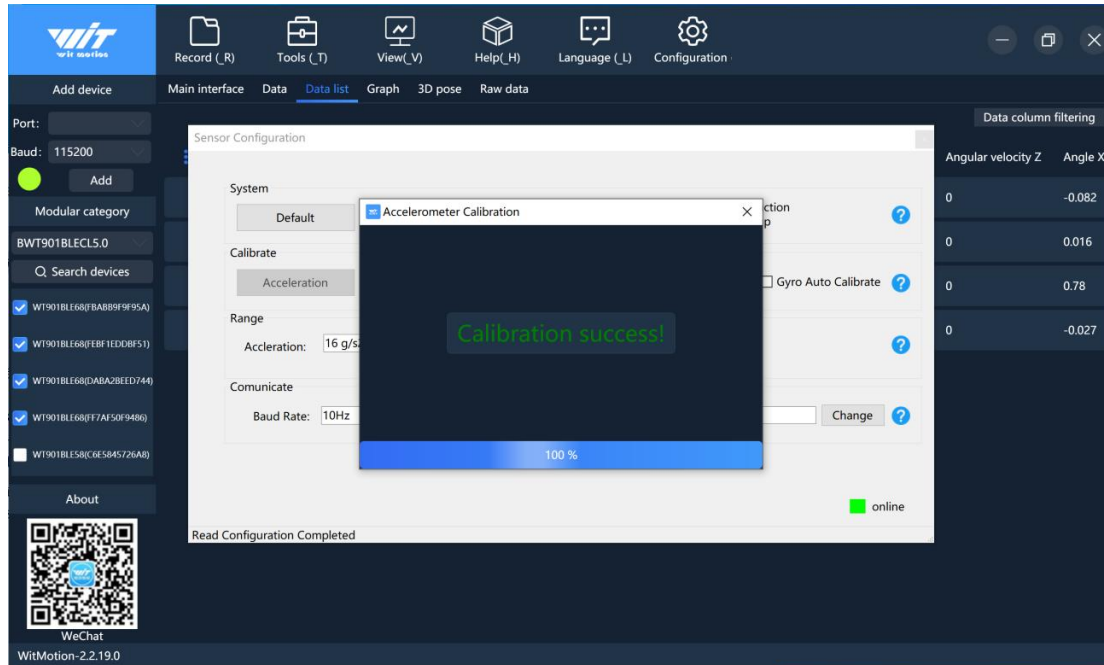 WIT
wit motion
Record (_R)
Tools (_T)
View(_V)
Help(_H)
Language (_L)
Configuration
Add device
Main interface
Data
Data list
Graph
3D pose
Raw data
Port:
Baud: 115200
Add
Modular category
BWT901BLECL5.0
Search devices
WT901BLE68(FBAB89F9F95A)
WT901BLE68(FEBF1EDDBF51)
WT901BLE68(DABA2BEED744)
WT901BLE68(FF7AF50F9486)
WT901BLE58(C6E5845726A8)
About
WeChat
WitMotion-2.2.19.0
Data column filtering
Angular velocity Z Angle X
0 -0.082
0 0.016
0 0.78
0 -0.027
Sensor Configuration
System
Default
ction
p
Calibrate
Acceleration
Gyro Auto Calibrate
Range
Accleration: 16 g/s
Comunicate
Baud Rate: 10Hz
Change
online
Read Configuration Completed
Accelerometer Calibration
Calibration success!
100 %